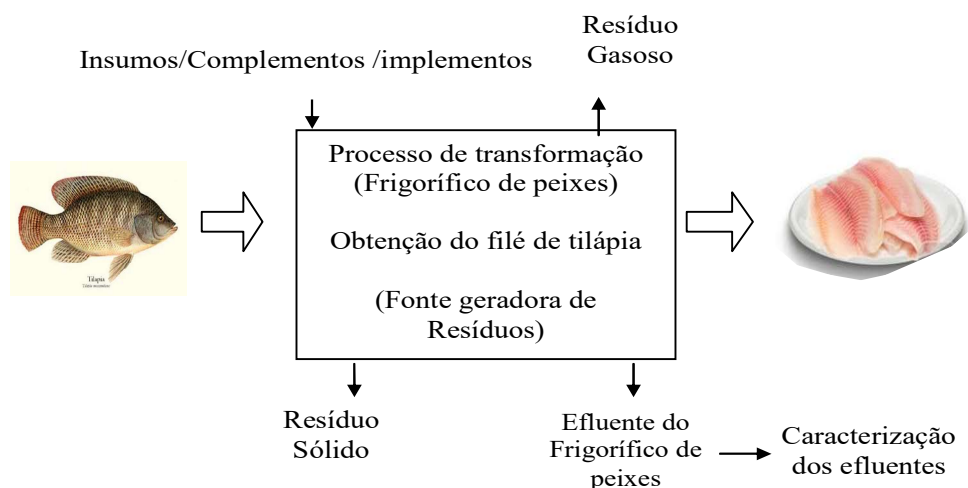 Resíduo
Gasoso
Insumos/Complementos /implementos
Processo de transformação
(Frigorífico de peixes)
Obtenção do filé de tilápia
(Fonte geradora de
Resíduos)
Tilapia
Resíduo
Sólido
Efluente do
Frigorífico de
peixes
Caracterização
dos efluentes